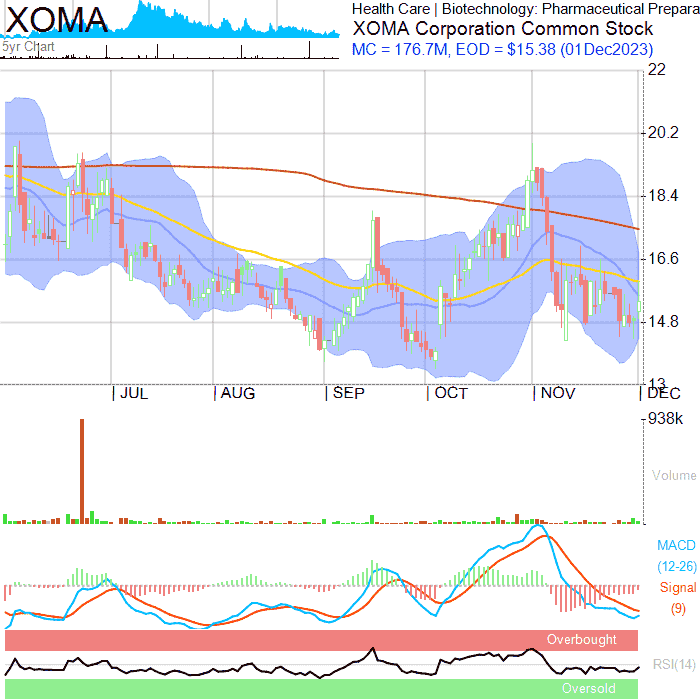 XOMA
Health Care | Biotechnology: Pharmaceutical Prepara
XOMA Corporation Common Stock
5yr Chart
MC = 176.7M, EOD = $15.38 (01Dec2023)
22
20.2
18.4
16.6
14.8
13
JUL
AUG
SEP
OCT
NOV
DEC
938k
Volume
MACD
(12-26)
Signal
(9)
Overbought
RSI(14)
Oversold